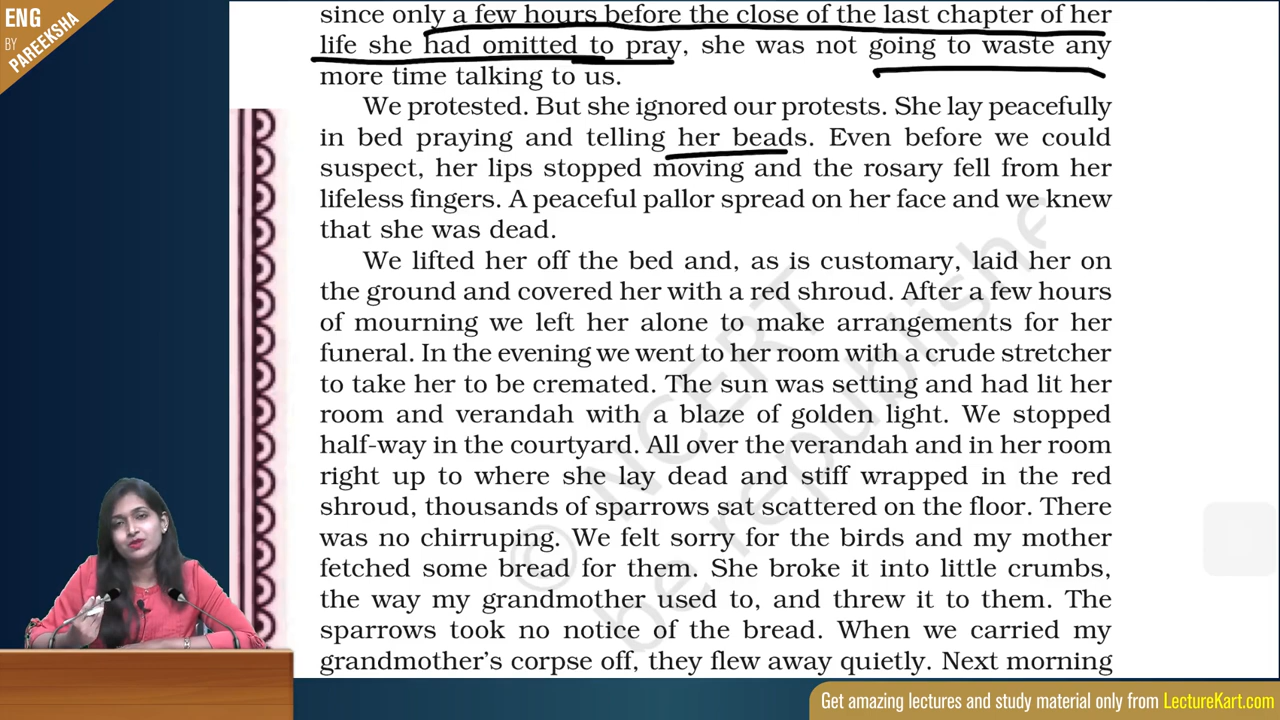 ENG
BY
PAREEKSHA
since only a few hours before the close of the last chapter of her
life she had omitted to pray, she was not going to waste any
more time talking to us.
We protested. But she ignored our protests. She lay peacefully
in bed praying and telling her beads. Even before we could
suspect, her lips stopped moving and the rosary fell from her
lifeless fingers. A peaceful pallor spread on her face and we knew
that she was dead.
We lifted her off the bed and, as is customary, laid her on
the ground and covered her with a red shroud. After a few hours
of mourning we left her alone to make arrangements for her
funeral. In the evening we went to her room with a crude stretcher
to take her to be cremated. The sun was setting and had lit her
room and verandah with a blaze of golden light. We stopped
half-way in the courtyard. All over the verandah and in her room
right up to where she lay dead and stiff wrapped in the red
shroud, thousands of sparrows sat scattered on the floor. There
was no chirruping. We felt sorry for the birds and my mother
fetched some bread for them. She broke it into little crumbs,
the way my grandmother used to, and threw it to them. The
sparrows took no notice of the bread. When we carried my
grandmother's corpse off, they flew away quietly. Next morning
© NCERT
be republishe
Get amazing lectures and study material only from LectureKart.com